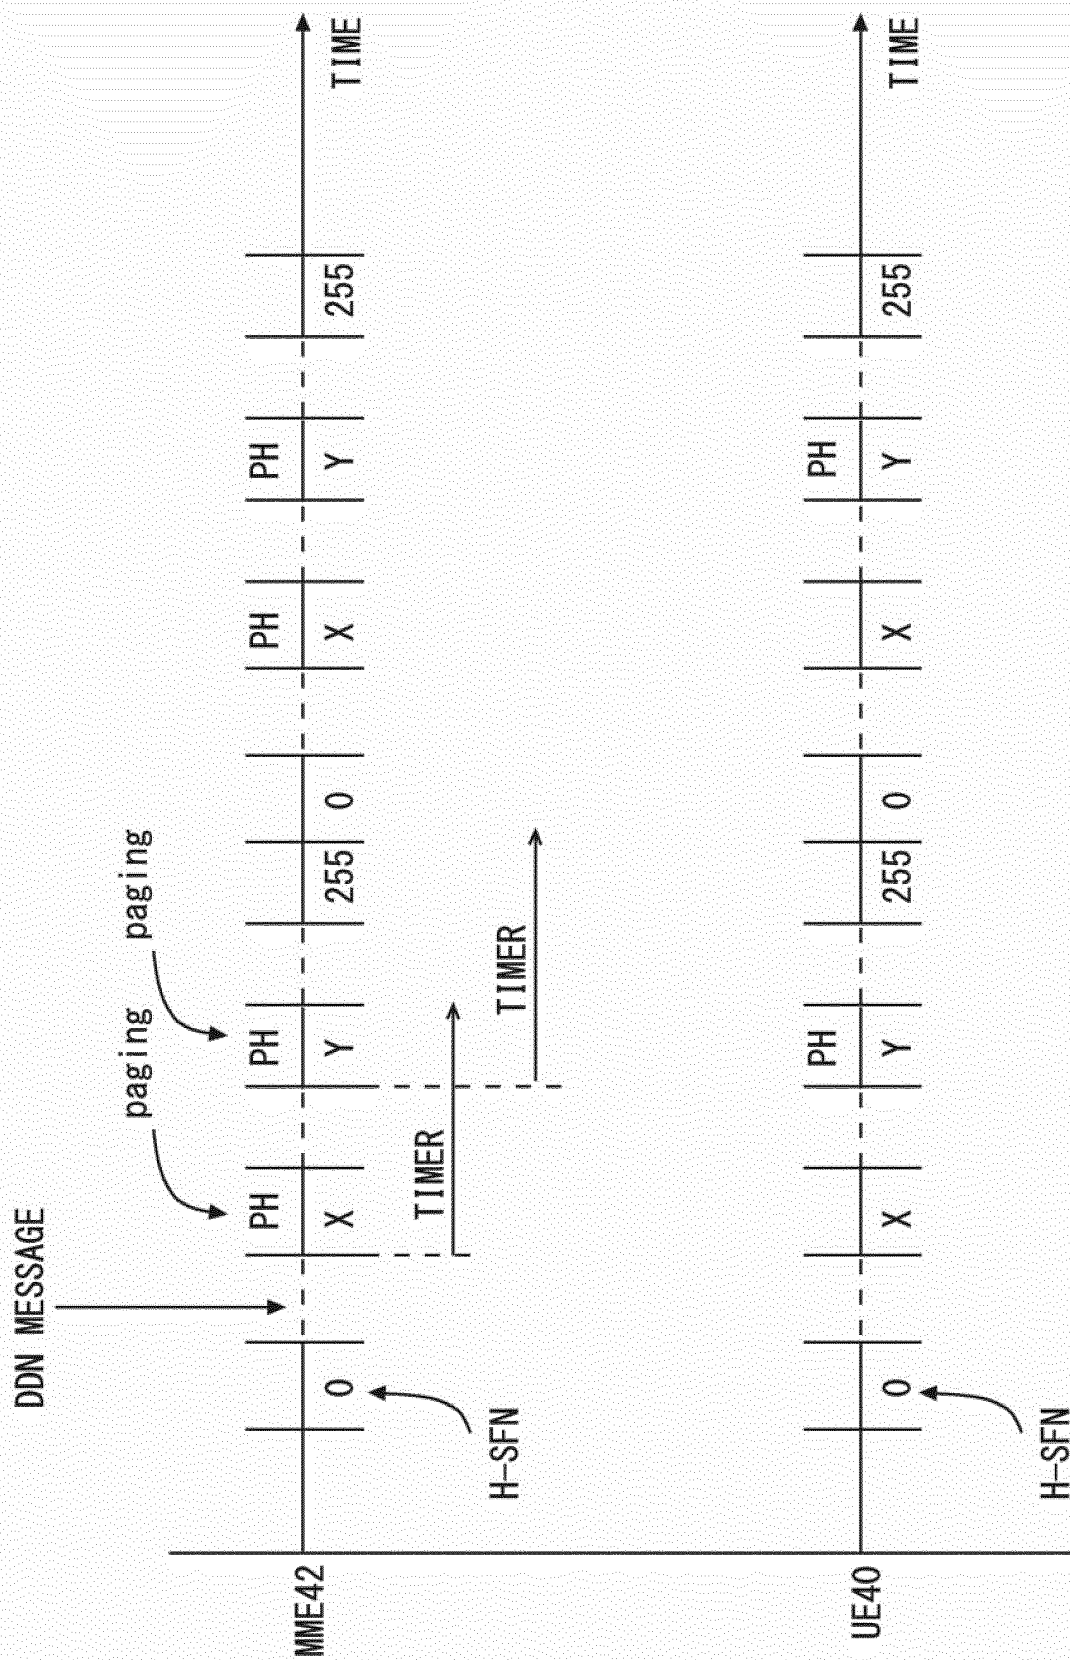 DDN MESSAGE
paging
paging
PH
PH
PH
PH
MME42
0
X
Y
255
0
X
Y
255
TIME
H-SFN
TIMER
TIMER
PH
PH
UE40
0
X
Y
255
0
X
Y
255
TIME
H-SFN